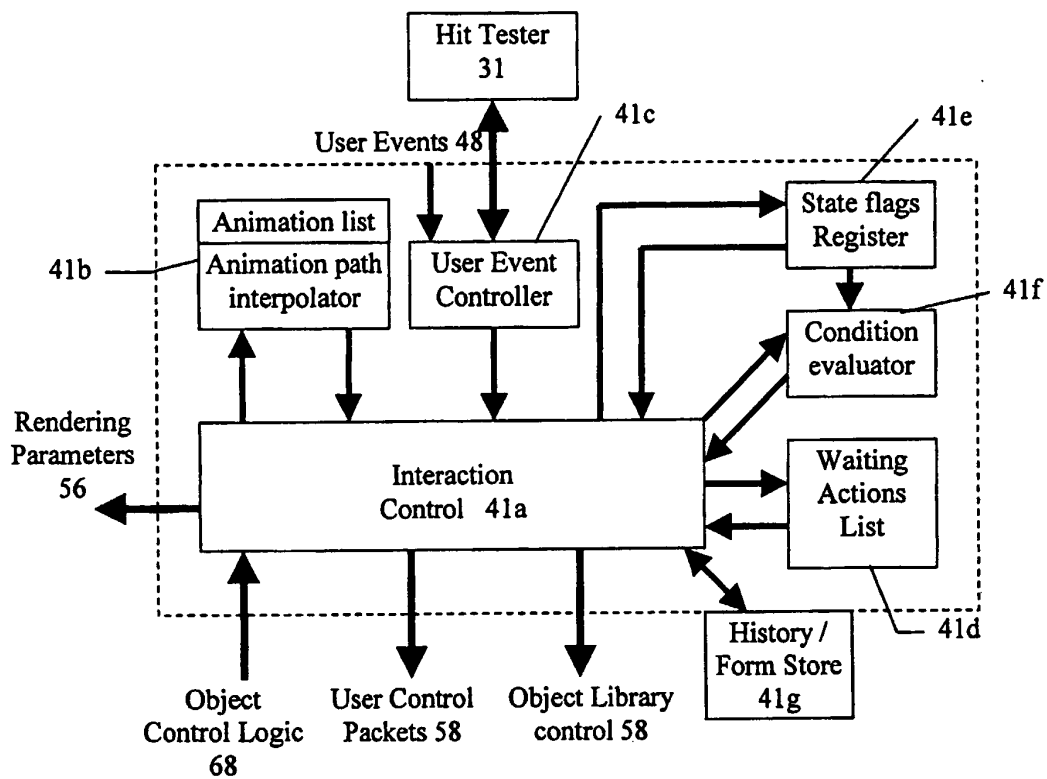 Hit Tester
31
41c
41e
User Events 48
Animation list
41b
Animation path
interpolator
User Event
Controller
State flags
Register
41f
Condition
evaluator
Rendering
Parameters
56
Interaction
Control 41a
Waiting
Actions
List
41d
History /
Form Store
41g
Object
Control Logic
68
User Control
Packets 58
Object Library
control 58